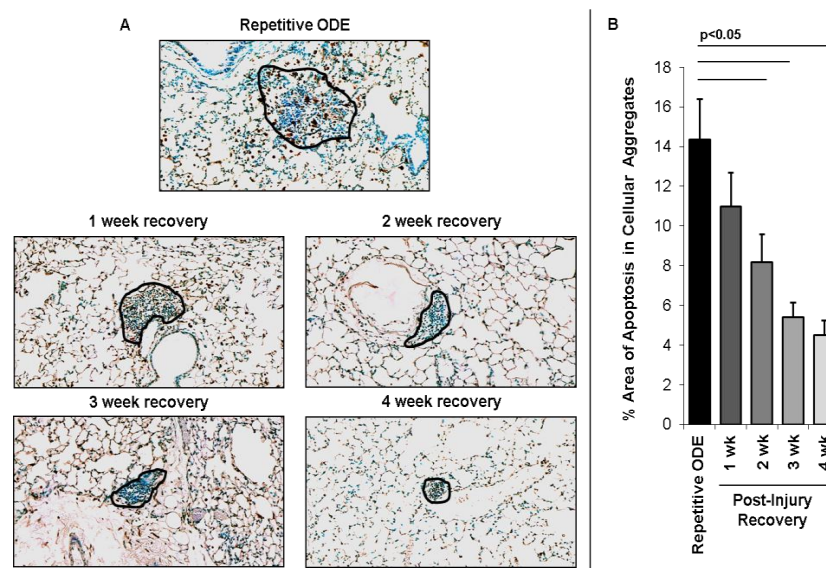 A
Repetitive ODE
1 week recovery
2 week recovery
3 week recovery
4 week recovery
B
p<0.05
% Area of Apoptosis in Cellular Aggregates
18
16
14
12
10
8
6
4
2
0
Repetitive ODE
1 wk
2 wk
3 wk
4 wk
Post-Injury
Recovery